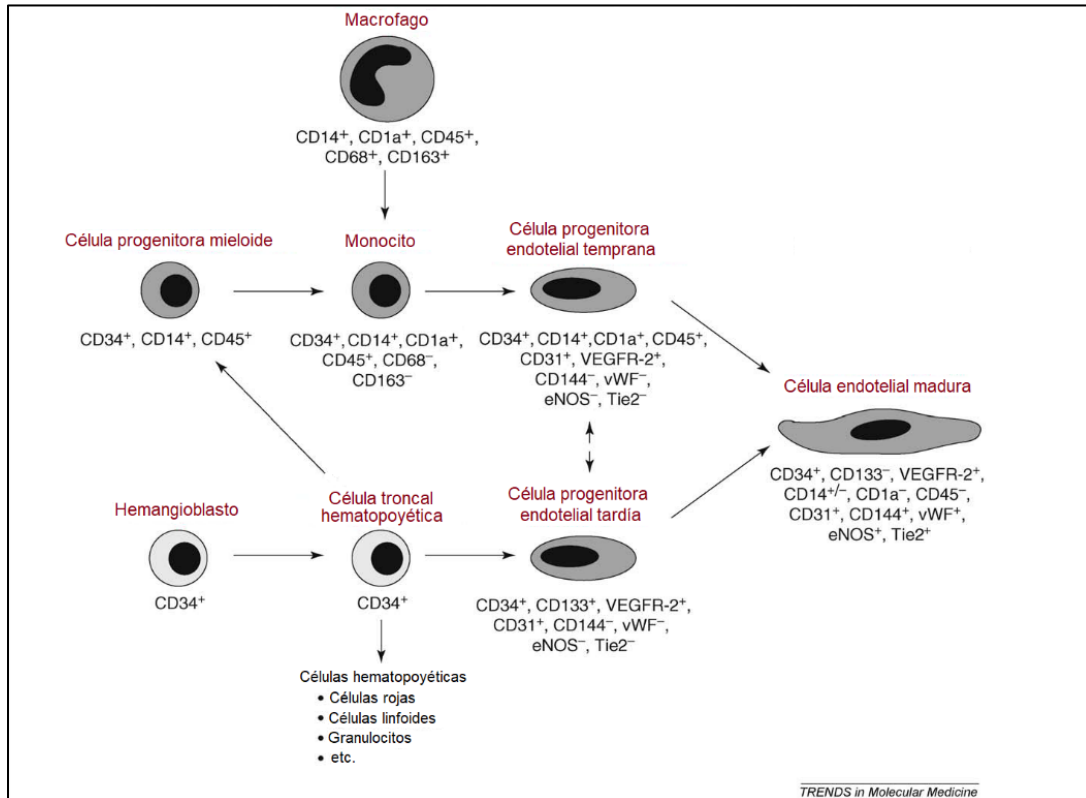 Macrofago
CD14⁺, CD1a⁺, CD45⁺,
CD68⁺, CD163⁺
Célula progenitora mieloide
CD34⁺, CD14⁺, CD45⁺
Monocito
CD34⁺, CD14⁺, CD1a⁺,
CD45⁺, CD68⁻,
CD163⁻
Célula progenitora
endotelial temprana
CD34⁺, CD14⁺,CD1a⁺, CD45⁺,
CD31⁺, VEGFR-2⁺,
CD144⁻, vWF⁻,
eNOS⁻, Tie2⁻
Célula endotelial madura
CD34⁺, CD133⁻, VEGFR-2⁺,
CD14⁺/⁻, CD1a⁻, CD45⁻,
CD31⁺, CD144⁺, vWF⁺,
eNOS⁺, Tie2⁺
Hemangioblasto
CD34⁺
Célula troncal
hematopoyética
CD34⁺
Célula progenitora
endotelial tardía
CD34⁺, CD133⁺, VEGFR-2⁺,
CD31⁺, CD144⁻, vWF⁻,
eNOS⁻, Tie2⁻
Células hematopoyéticas
• Células rojas
• Células linfoides
• Granulocitos
• etc.
TRENDS in Molecular Medicine